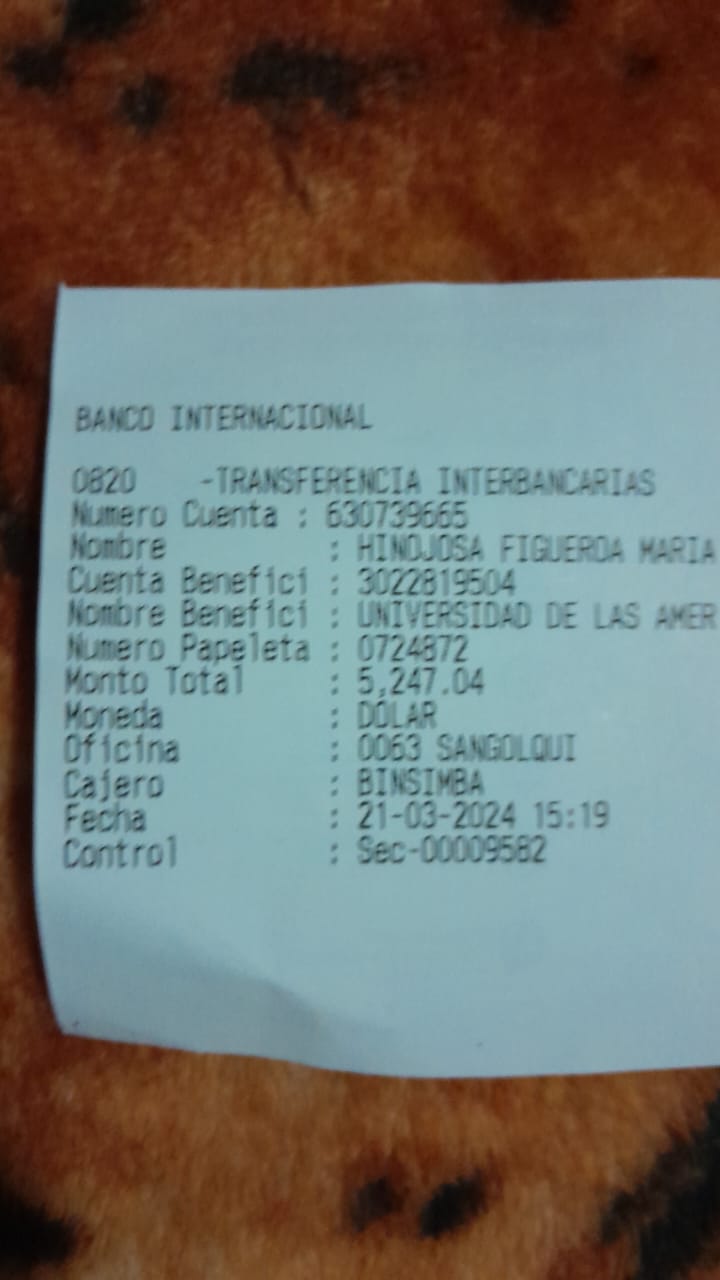 BANCO INTERNACIONAL
0820 -TRANSFERENCIA INTERBANCARIAS
Numero Cuenta : 630739665
Nombre : HINOJOSA FIGUEROA MARIA
Cuenta Benefici : 3022819504
Nombre Benefici : UNIVERSIDAD DE LAS AMER
Numero Papeleta : 0724872
Monto Total : 5,247.04
Moneda : DOLAR
Oficina : 0063 SANGOLQUI
Cajero : BINSIMBA
Fecha : 21-03-2024 15:19
Control : Sec-00009582